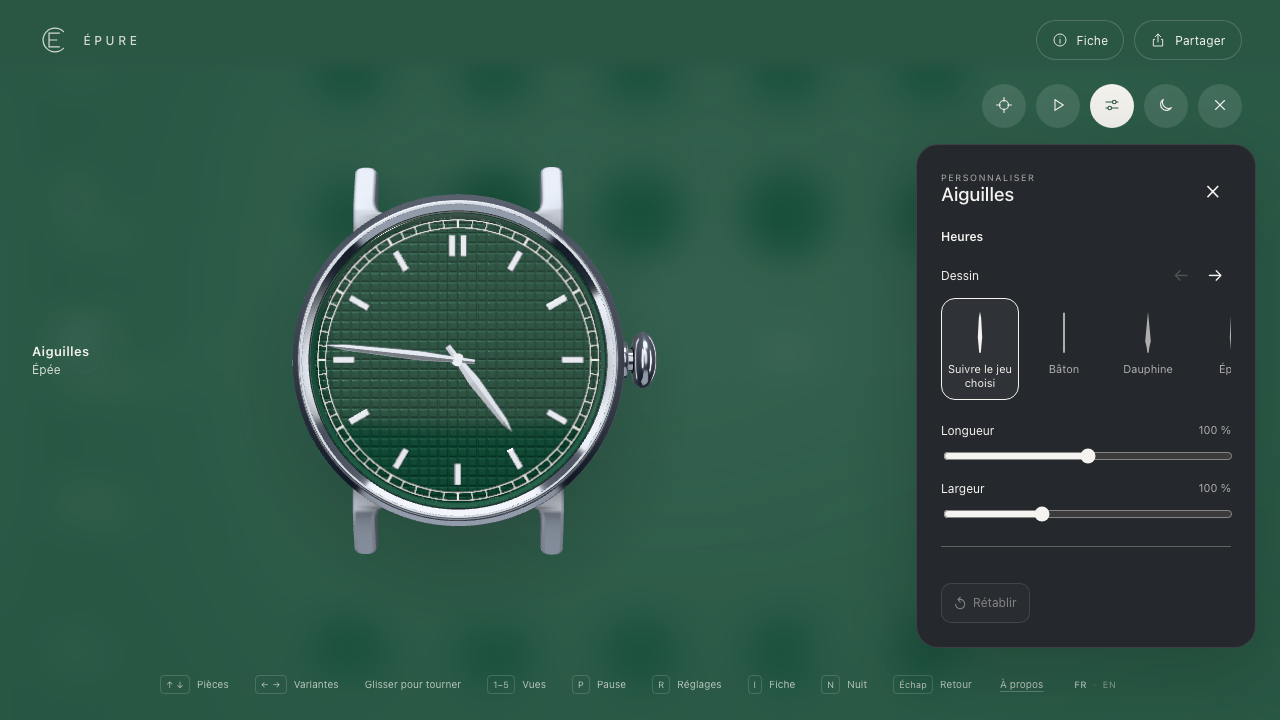 ÉPURE
Fiche
Partager
PERSONNALISER
Aiguilles
Heures
Dessin
Suivre le jeu
choisi
Bâton
Dauphine
Ép
Longueur
100 %
Largeur
100 %
Rétablir
Aiguilles
Épée
↑ ↓ Pièces
← → Variantes
Glisser pour tourner
1–5 Vues
P Pause
R Réglages
I Fiche
N Nuit
Échap Retour
À propos
FR · EN